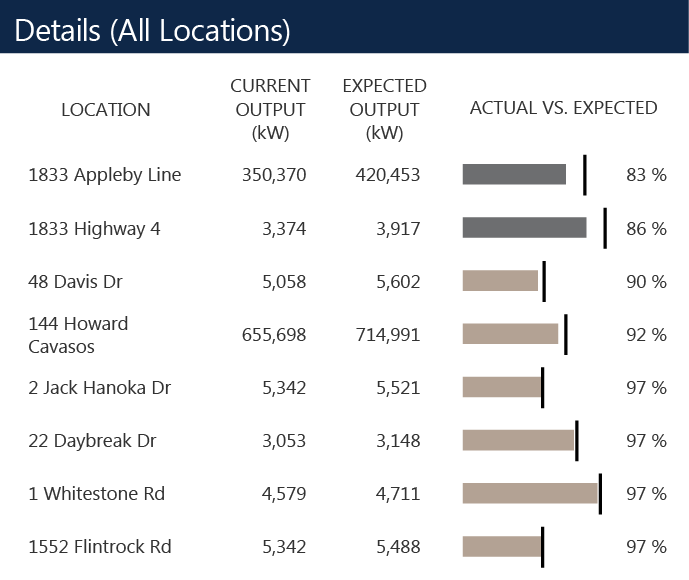 Details (All Locations)
LOCATION
CURRENT
OUTPUT
(kW)
EXPECTED
OUTPUT
(kW)
ACTUAL VS. EXPECTED
1833 Appleby Line 350,370 420,453 83 %
1833 Highway 4 3,374 3,917 86 %
48 Davis Dr 5,058 5,602 90 %
144 Howard
Cavasos 655,698 714,991 92 %
2 Jack Hanoka Dr 5,342 5,521 97 %
22 Daybreak Dr 3,053 3,148 97 %
1 Whitestone Rd 4,579 4,711 97 %
1552 Flintrock Rd 5,342 5,488 97 %